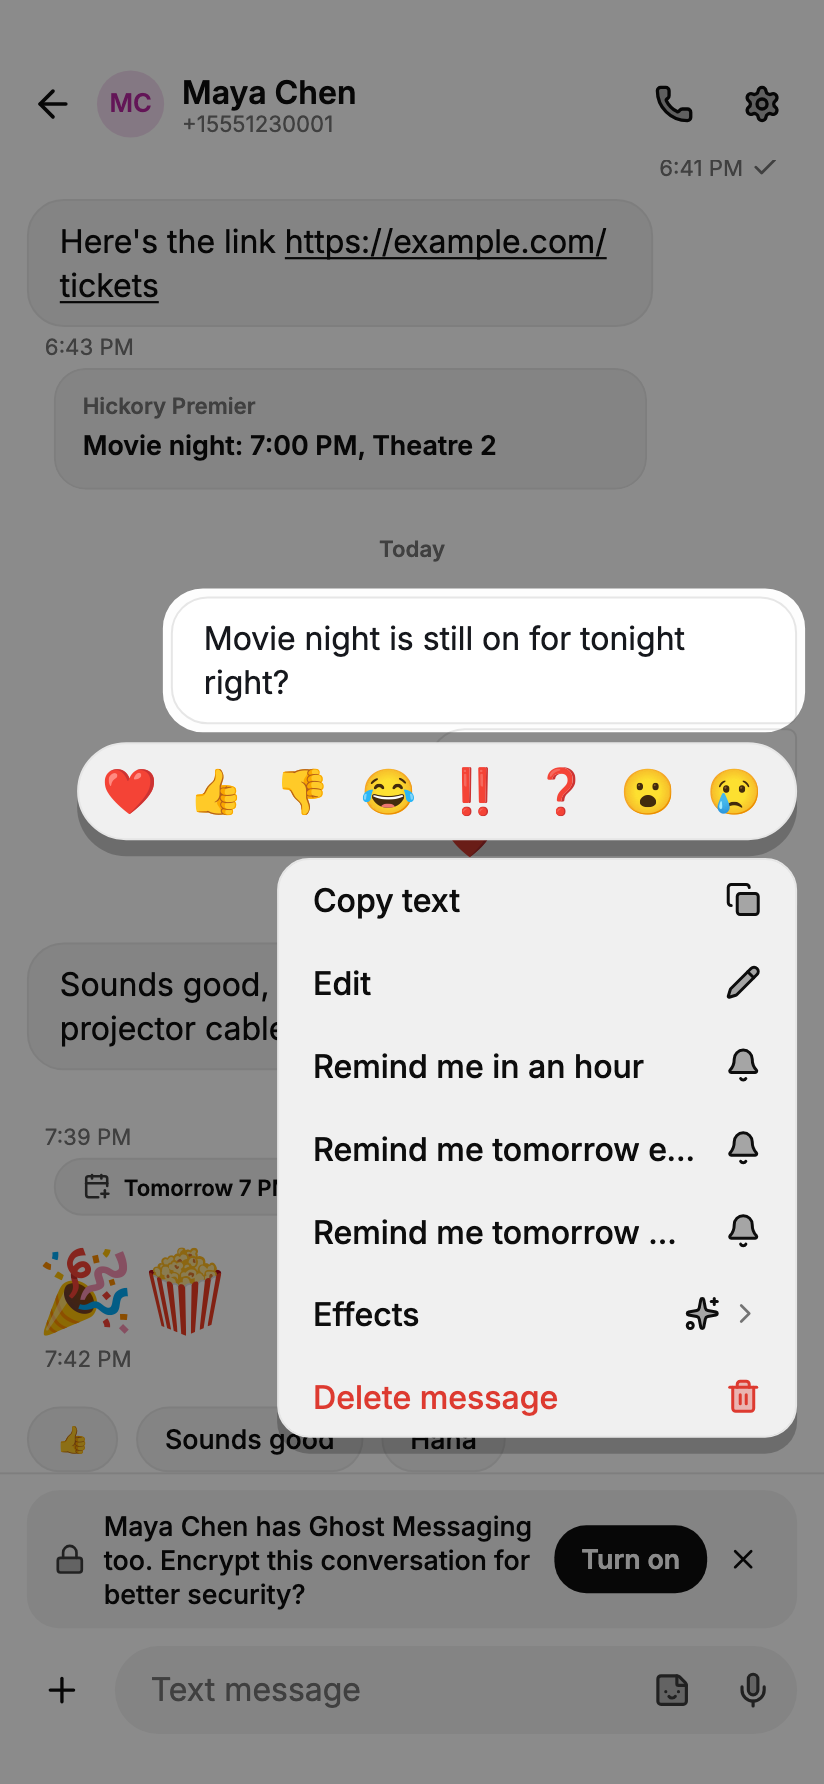 MC
Maya Chen
+15551230001
6:41 PM
Here's the link https://example.com/
tickets
6:43 PM
Hickory Premier
Movie night: 7:00 PM, Theatre 2
Today
Movie night is still on for tonight
right?
Copy text
Edit
Remind me in an hour
Remind me tomorrow e...
Remind me tomorrow ...
Effects
Delete message
Sounds good,
projector cable
7:39 PM
Tomorrow 7 PM
7:42 PM
Sounds good
Haha
Maya Chen has Ghost Messaging
too. Encrypt this conversation for
better security?
Turn on
Text message